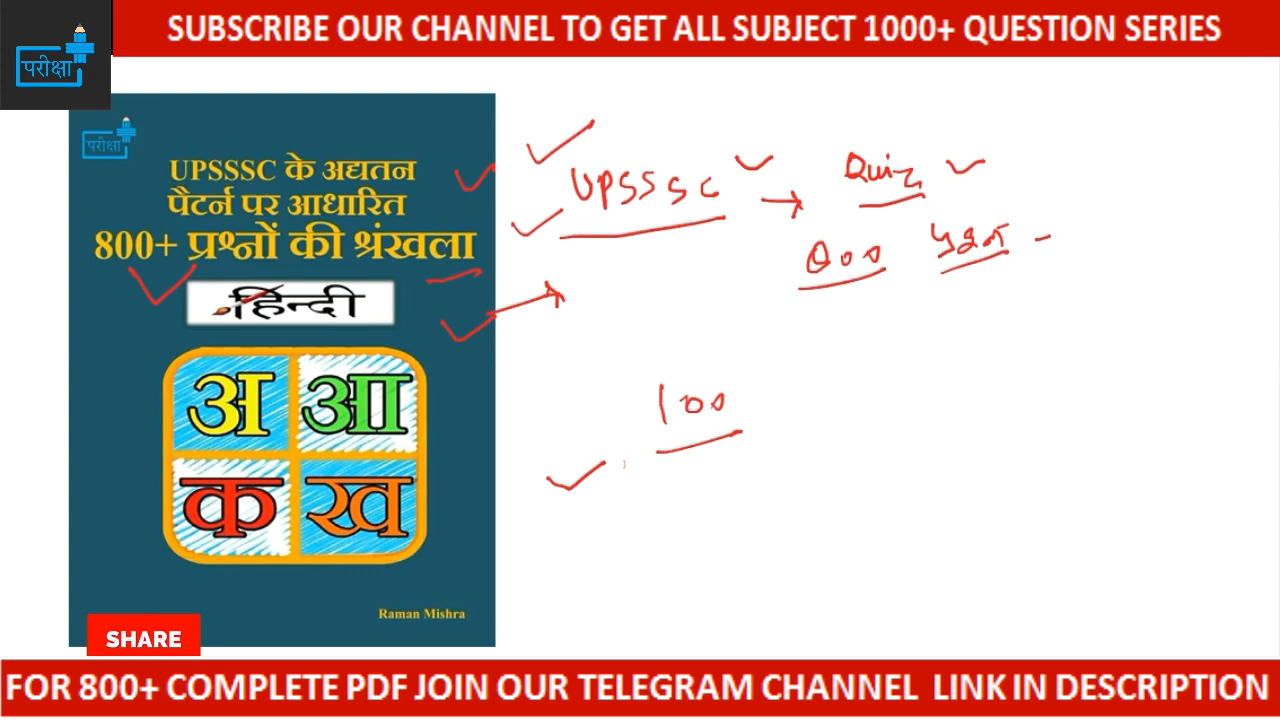 SUBSCRIBE OUR CHANNEL TO GET ALL SUBJECT 1000+ QUESTION SERIES
परीक्षा
परीक्षा
UPSSSC के अद्यतन
पैटर्न पर आधारित
800+ प्रश्नों की श्रंखला
हिन्दी
अ आ
क ख
Raman Mishra
SHARE
UPSSSC → Quiz
800 प्रश्न
100
FOR 800+ COMPLETE PDF JOIN OUR TELEGRAM CHANNEL LINK IN DESCRIPTION